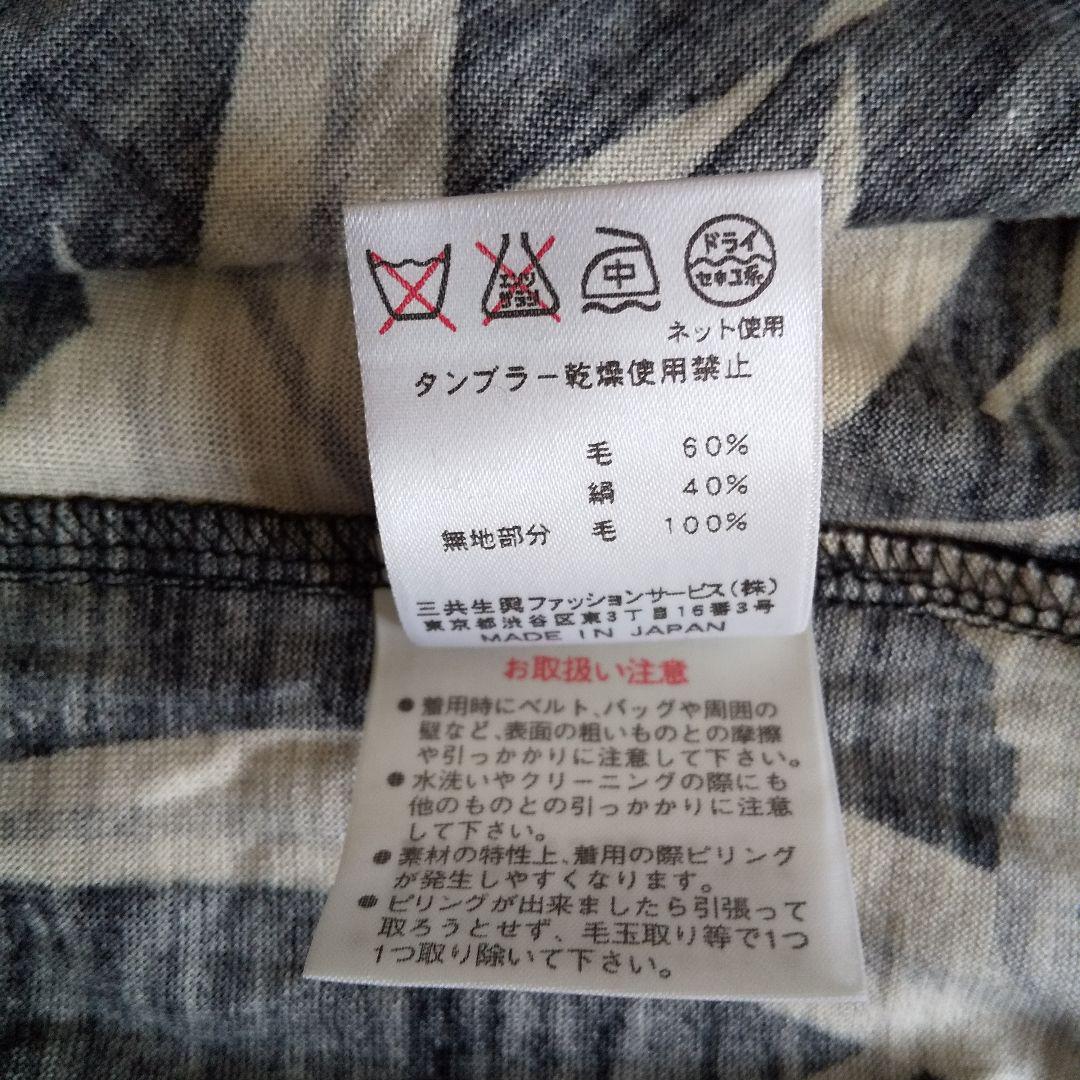 エンソ
サラシ
中
ドライ
セキユ系
ネット使用
タンブラー乾燥使用禁止
毛 60%
絹 40%
無地部分 毛 100%
三共生興ファッションサービス(株)
東京都渋谷区東3丁目16番3号
MADE IN JAPAN
お取扱い注意
●着用時にベルト、バッグや周囲の
壁など、表面の粗いものとの摩擦
や引っかかりに注意して下さい。
●水洗いやクリーニングの際にも
他のものとの引っかかりに注意
して下さい。
●素材の特性上、着用の際ピリング
が発生しやすくなります。
●ピリングが出来ましたら引張って
取ろうとせず、毛玉取り等で1つ
1つ取り除いて下さい。